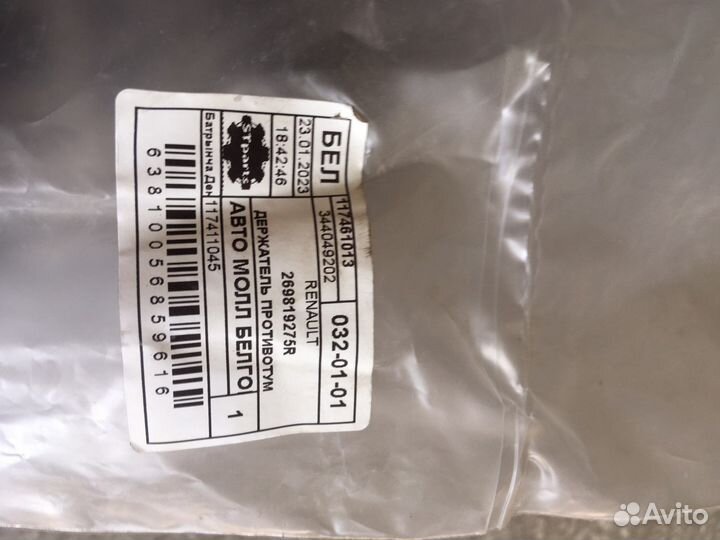 БЕЛ 117461013 032-01-01
23.01.2023 344049202 RENAULT
18:42:46 269819275R
ДЕРЖАТЕЛЬ ПРОТИВОТУМ
STparts АВТО МОЛЛ БЕЛГО 1
Батрынча Ден 117411045
6381005685961 6
Avito